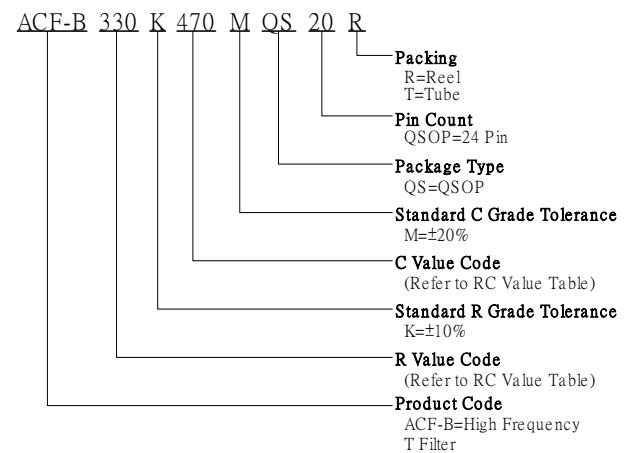 ACF-B 330 K 470 M QS 20 R
Packing
R=Reel
T=Tube
Pin Count
QSOP=24 Pin
Package Type
QS=QSOP
Standard C Grade Tolerance
M=±20%
C Value Code
(Refer to RC Value Table)
Standard R Grade Tolerance
K=±10%
R Value Code
(Refer to RC Value Table)
Product Code
ACF-B=High Frequency
T Filter